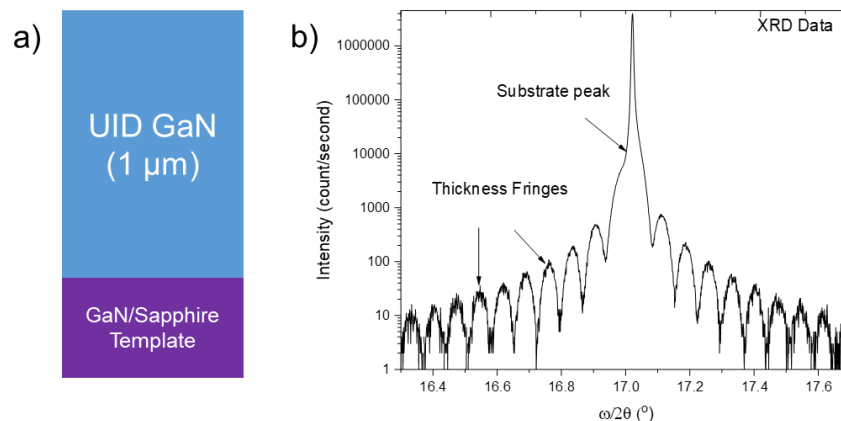 a)
UID GaN
(1 µm)
GaN/Sapphire
Template
b)
XRD Data
Substrate peak
Thickness Fringes
Intensity (count/second)
1000000
100000
10000
1000
100
10
1
16.4 16.6 16.8 17.0 17.2 17.4 17.6
ω/2θ (°)